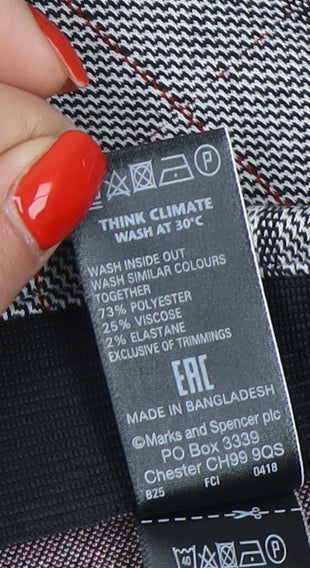 P
THINK CLIMATE
WASH AT 30°C
WASH INSIDE OUT
WASH SIMILAR COLOURS
TOGETHER
73% POLYESTER
25% VISCOSE
2% ELASTANE
EXCLUSIVE OF TRIMMINGS
EAC
MADE IN BANGLADESH
©Marks and Spencer plc
PO Box 3339
Chester CH99 9QS
B25 FCI 0418
40 P